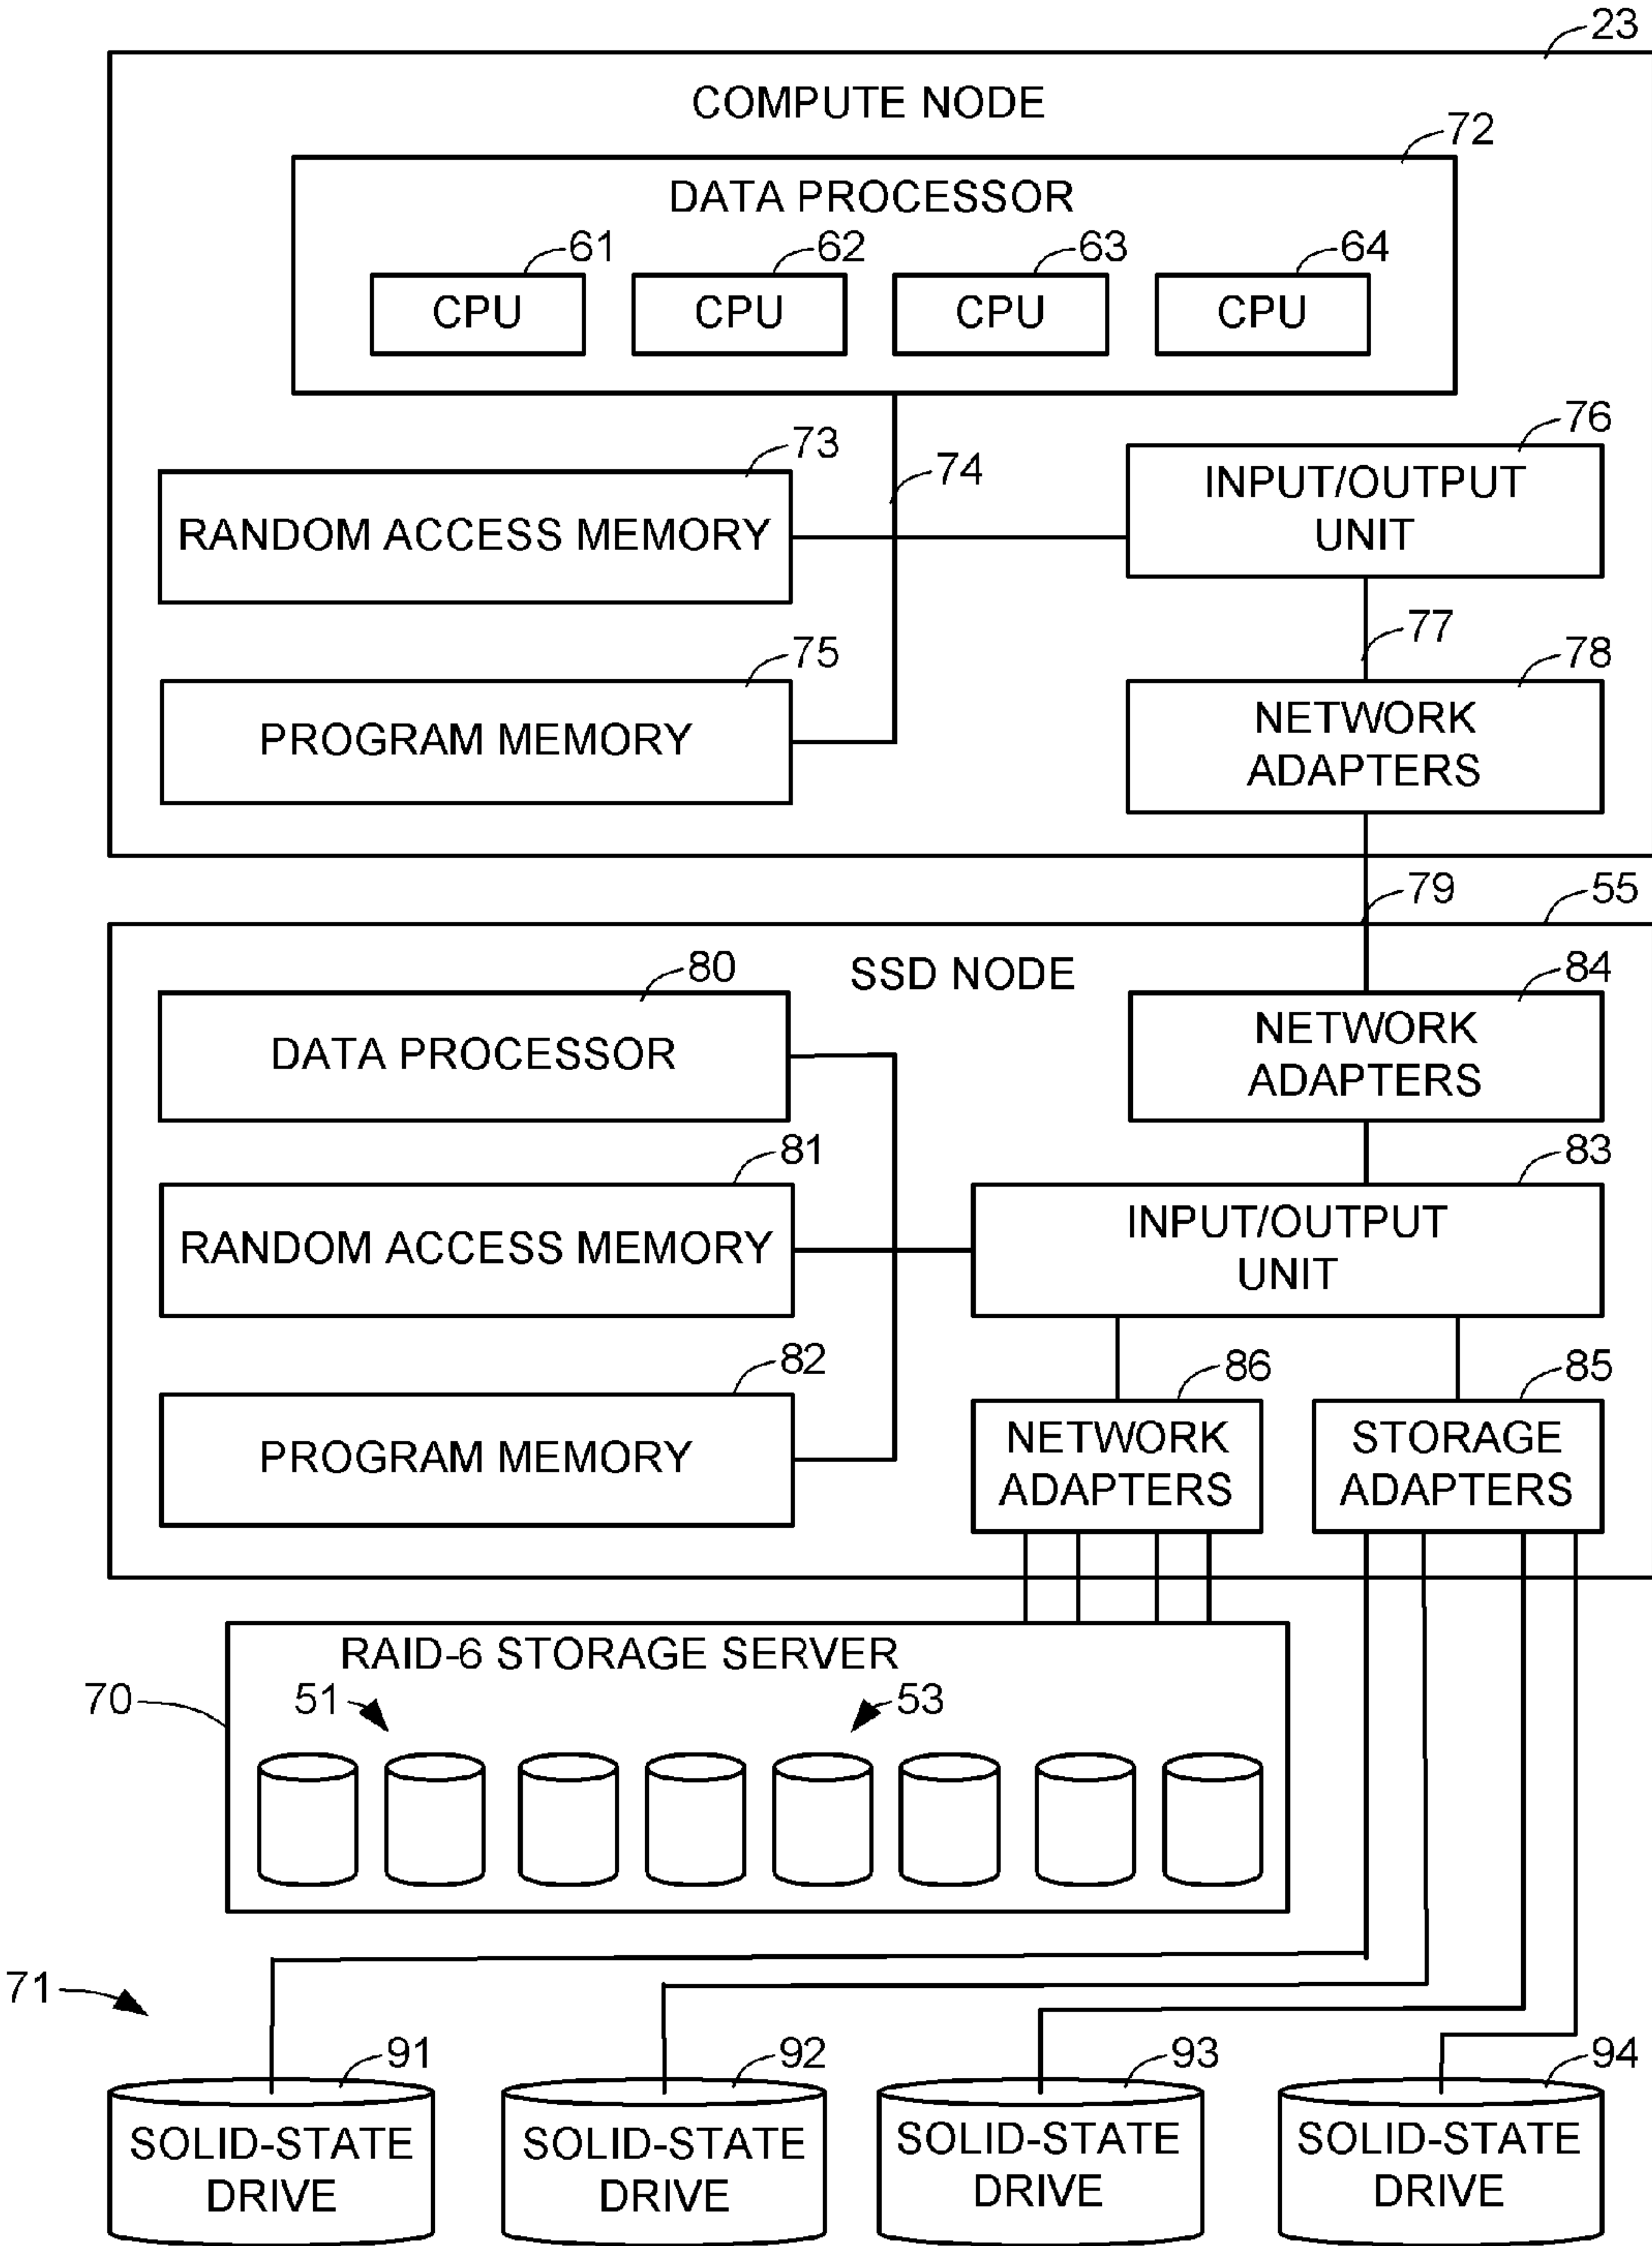 23
COMPUTE NODE
72
DATA PROCESSOR
61 62 63 64
CPU CPU CPU CPU
73
74
76
RANDOM ACCESS MEMORY
INPUT/OUTPUT
UNIT
77
75
78
PROGRAM MEMORY
NETWORK
ADAPTERS
79
55
SSD NODE
80
84
DATA PROCESSOR
NETWORK
ADAPTERS
81
83
RANDOM ACCESS MEMORY
INPUT/OUTPUT
UNIT
82
86
85
PROGRAM MEMORY
NETWORK
ADAPTERS
STORAGE
ADAPTERS
RAID-6 STORAGE SERVER
70
51
53
71
91
92
93
94
SOLID-STATE
DRIVE
SOLID-STATE
DRIVE
SOLID-STATE
DRIVE
SOLID-STATE
DRIVE